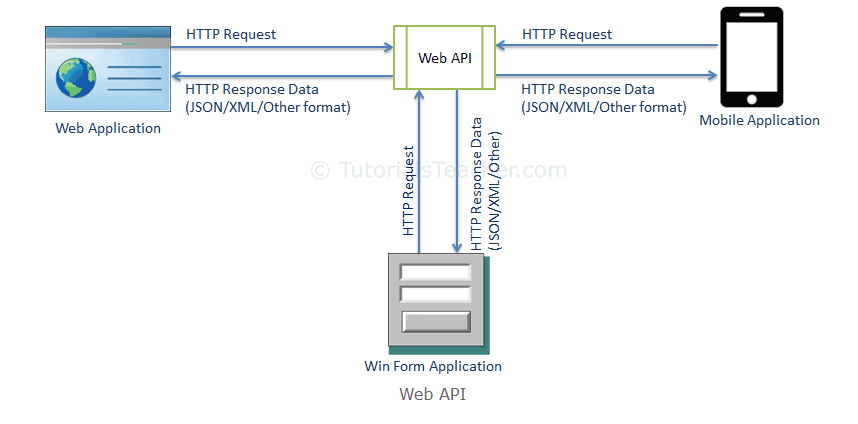 HTTP Request
Web API
HTTP Request
HTTP Response Data
(JSON/XML/Other format)
HTTP Response Data
(JSON/XML/Other format)
Web Application
Mobile Application
© TutorialsTeacher.com
HTTP Request
HTTP Response Data
(JSON/XML/Other)
Win Form Application
Web API